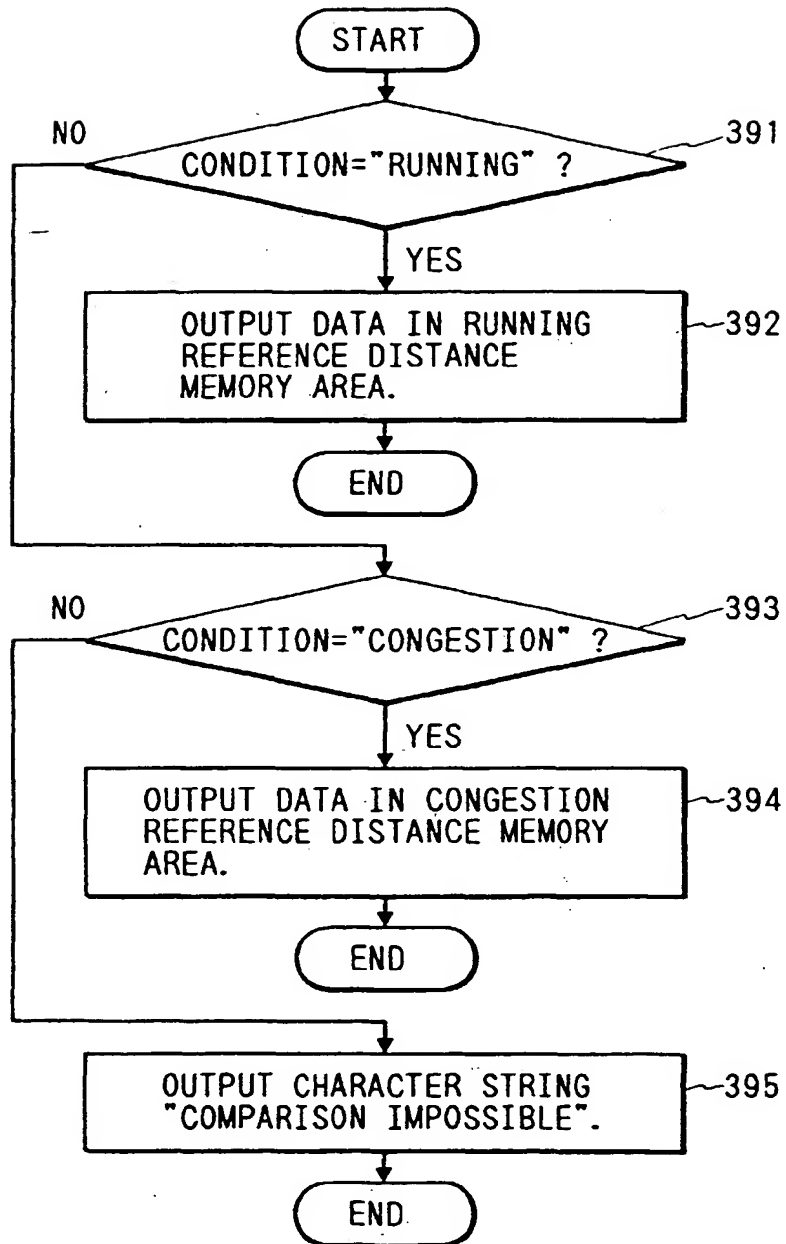 START
NO
391
CONDITION="RUNNING" ?
YES
OUTPUT DATA IN RUNNING
REFERENCE DISTANCE
MEMORY AREA.
392
END
NO
393
CONDITION="CONGESTION" ?
YES
OUTPUT DATA IN CONGESTION
REFERENCE DISTANCE MEMORY
AREA.
394
END
OUTPUT CHARACTER STRING
"COMPARISON IMPOSSIBLE".
395
END